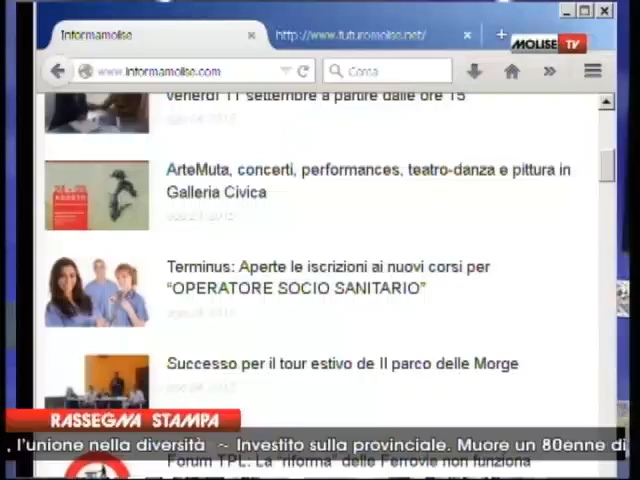 Informamolise
http://www.futuromolise.net/
MOLISE TV
www.informamolise.com
Cerca
venerdì 11 settembre a partire dalle ore 15
ArteMuta, concerti, performances, teatro-danza e pittura in
Galleria Civica
Terminus: Aperte le iscrizioni ai nuovi corsi per
"OPERATORE SOCIO SANITARIO"
Successo per il tour estivo de Il parco delle Morge
RASSEGNA STAMPA
, l'unione nella diversità ~ Investito sulla provinciale. Muore un 80enne di
Forum TPL: La "riforma" delle Ferrovie non funziona